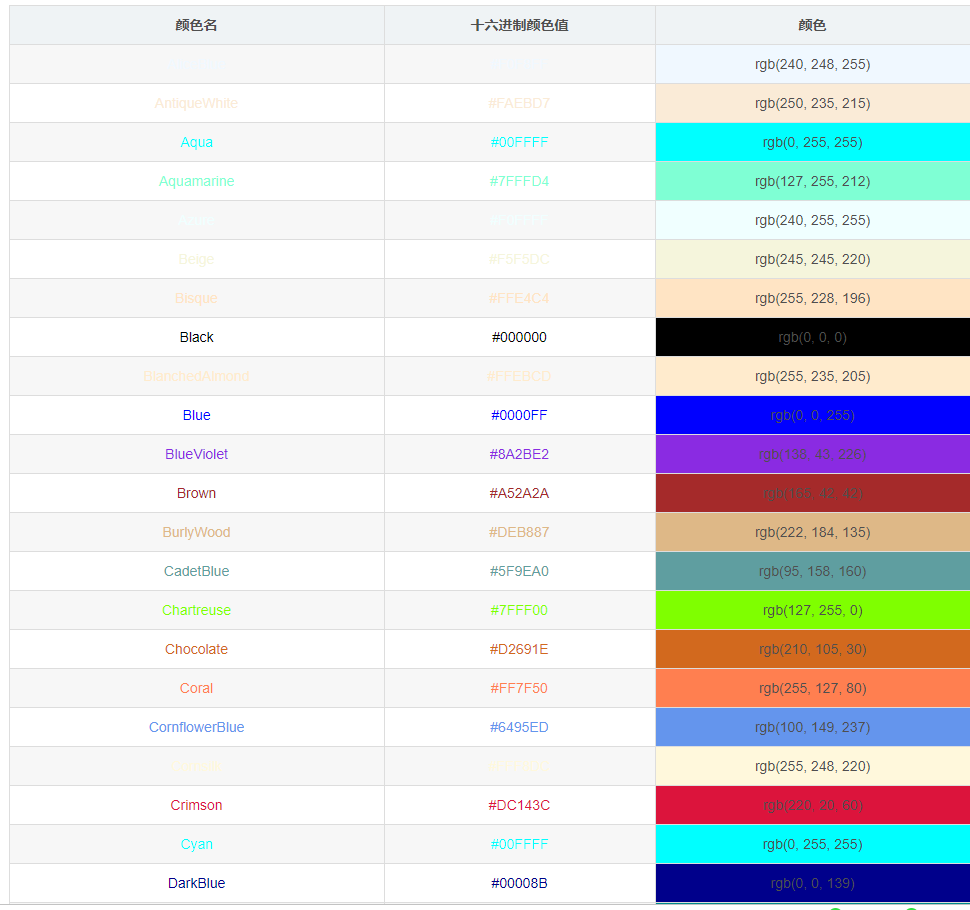 颜色名 十六进制颜色值 颜色
rgb(240, 248, 255)
AntiqueWhite #FAEBD7 rgb(250, 235, 215)
Aqua #00FFFF rgb(0, 255, 255)
Aquamarine #7FFFD4 rgb(127, 255, 212)
Azure #F0FFFF rgb(240, 255, 255)
Beige #F5F5DC rgb(245, 245, 220)
Bisque #FFE4C4 rgb(255, 228, 196)
Black #000000 rgb(0, 0, 0)
BlanchedAlmond #FFEBCD rgb(255, 235, 205)
Blue #0000FF rgb(0, 0, 255)
BlueViolet #8A2BE2 rgb(138, 43, 226)
Brown #A52A2A rgb(165, 42, 42)
BurlyWood #DEB887 rgb(222, 184, 135)
CadetBlue #5F9EA0 rgb(95, 158, 160)
Chartreuse #7FFF00 rgb(127, 255, 0)
Chocolate #D2691E rgb(210, 105, 30)
Coral #FF7F50 rgb(255, 127, 80)
CornflowerBlue #6495ED rgb(100, 149, 237)
rgb(255, 248, 220)
Crimson #DC143C rgb(220, 20, 60)
Cyan #00FFFF rgb(0, 255, 255)
DarkBlue #00008B rgb(0, 0, 139)